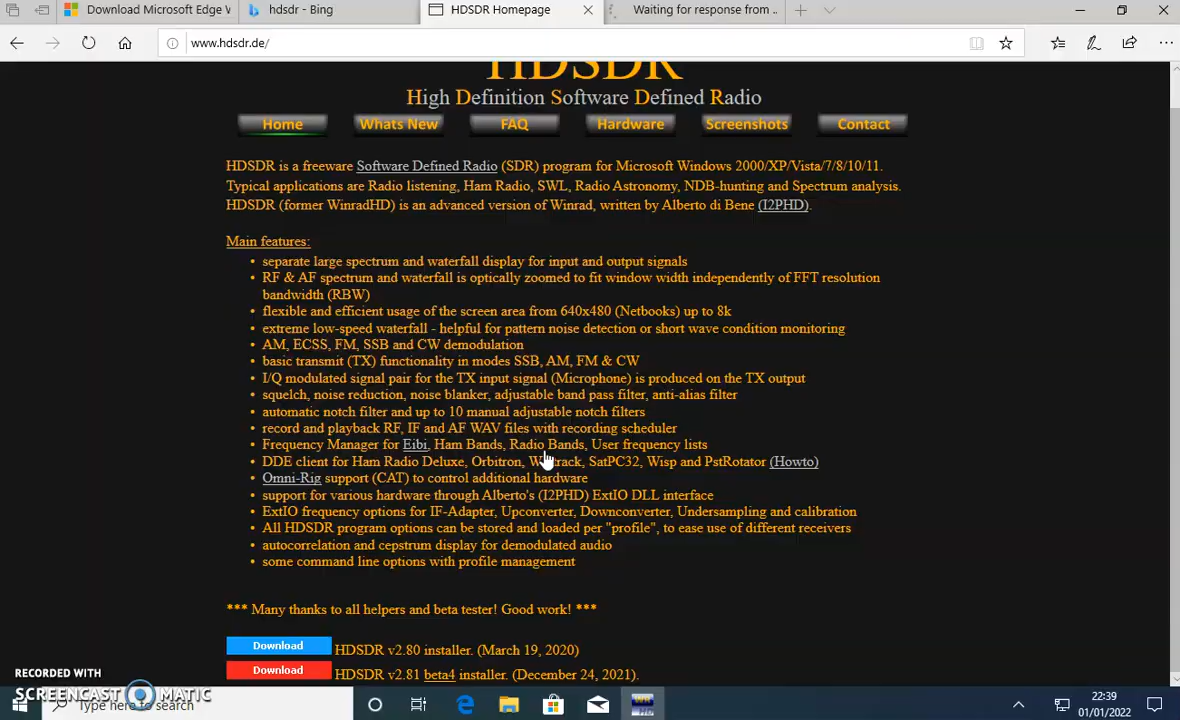 Download Microsoft Edge W
hdsdr - Bing
HDSDR Homepage
Waiting for response from ..
www.hdsdr.de/
HDSDR
High Definition Software Defined Radio
Home
Whats New
FAQ
Hardware
Screenshots
Contact
HDSDR is a freeware Software Defined Radio (SDR) program for Microsoft Windows 2000/XP/Vista/7/8/10/11.
Typical applications are Radio listening, Ham Radio, SWL, Radio Astronomy, NDB-hunting and Spectrum analysis.
HDSDR (former WinradHD) is an advanced version of Winrad, written by Alberto di Bene (I2PHD).
Main features:
• separate large spectrum and waterfall display for input and output signals
• RF & AF spectrum and waterfall is optically zoomed to fit window width independently of FFT resolution
bandwidth (RBW)
• flexible and efficient usage of the screen area from 640x480 (Netbooks) up to 8k
• extreme low-speed waterfall - helpful for pattern noise detection or short wave condition monitoring
• AM, ECSS, FM, SSB and CW demodulation
• basic transmit (TX) functionality in modes SSB, AM, FM & CW
• I/Q modulated signal pair for the TX input signal (Microphone) is produced on the TX output
• squelch, noise reduction, noise blanker, adjustable band pass filter, anti-alias filter
• automatic notch filter and up to 10 manual adjustable notch filters
• record and playback RF, IF and AF WAV files with recording scheduler
• Frequency Manager for Eibi, Ham Bands, Radio Bands, User frequency lists
• DDE client for Ham Radio Deluxe, Orbitron, SatPC32, Wisp and PstRotator (Howto)
• Omni-Rig support (CAT) to control additional hardware
• support for various hardware through Alberto's (I2PHD) ExtIO DLL interface
• ExtIO frequency options for IF-Adapter, Upconverter, Downconverter, Undersampling and calibration
• All HDSDR program options can be stored and loaded per "profile", to ease use of different receivers
• autocorrelation and cepstrum display for demodulated audio
• some command line options with profile management
*** Many thanks to all helpers and beta tester! Good work! ***
Download HDSDR v2.80 installer. (March 19, 2020)
Download HDSDR v2.81 beta4 installer. (December 24, 2021).
RECORDED WITH
SCREENCAST MATIC
Type here to search
22:39
01/01/2022